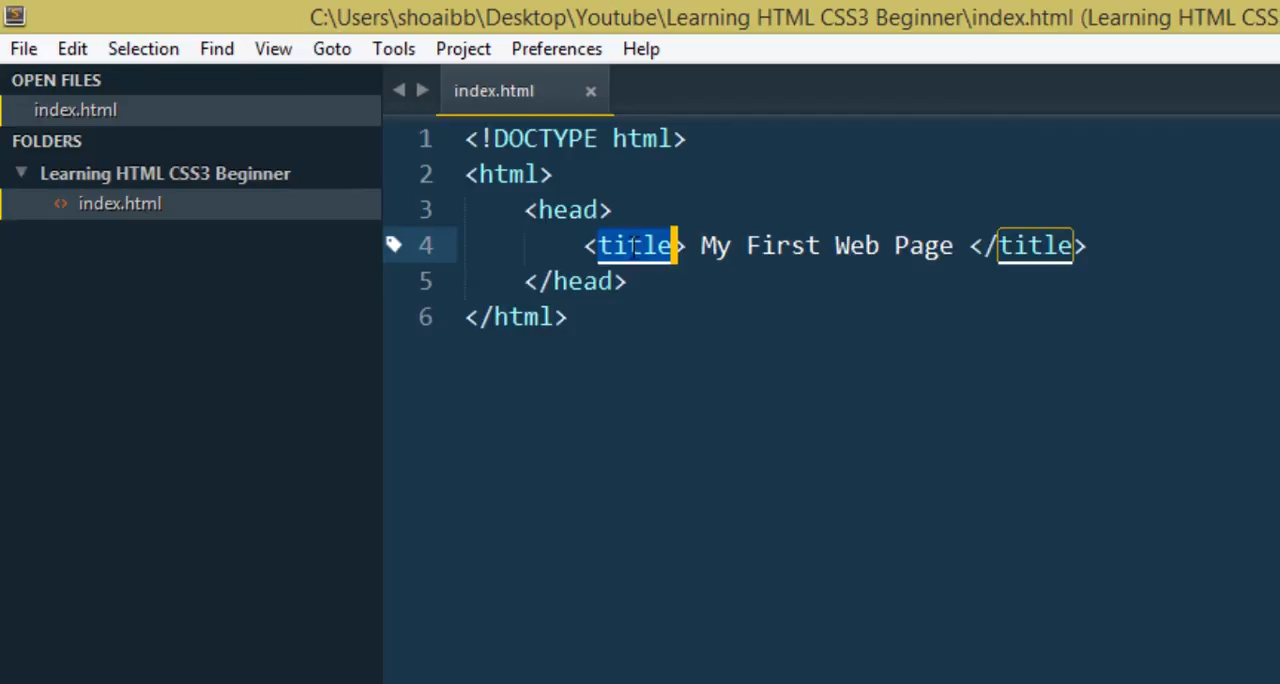 C:\Users\shoaibb\Desktop\Youtube\Learning HTML CSS3 Beginner\index.html (Learning HTML CSS
File Edit Selection Find View Goto Tools Project Preferences Help
OPEN FILES
index.html
FOLDERS
Learning HTML CSS3 Beginner
index.html
index.html
1 <!DOCTYPE html>
2 <html>
3 <head>
4 <title> My First Web Page </title>
5 </head>
6 </html>